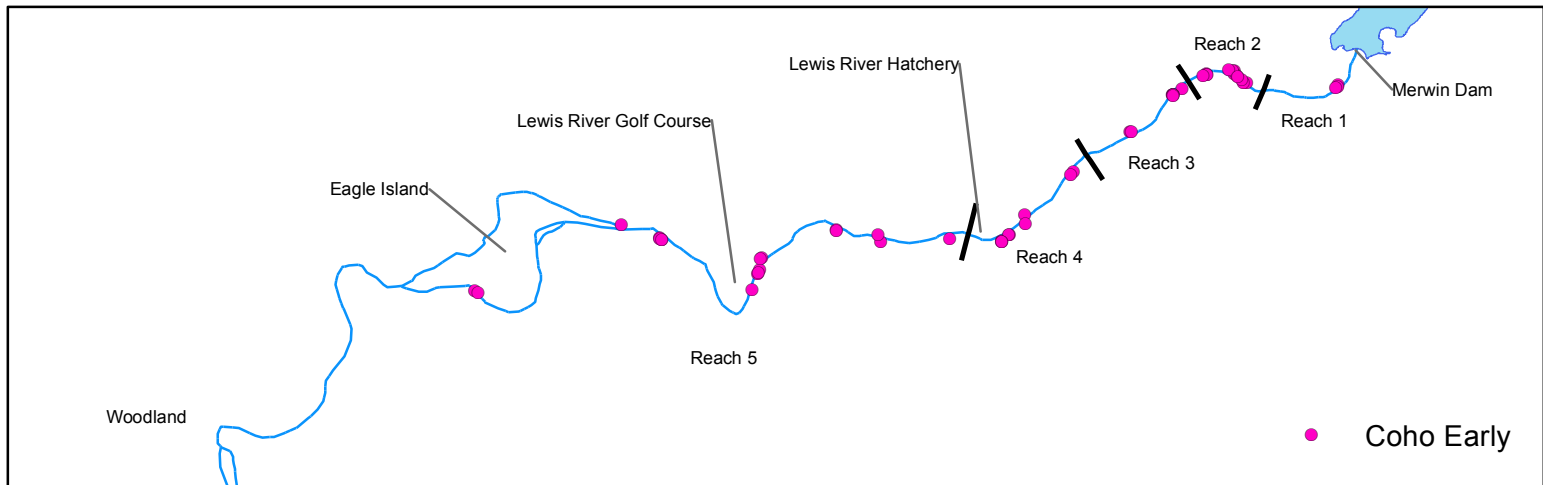 Reach 2
Lewis River Hatchery
Merwin Dam
Lewis River Golf Course
Reach 1
Reach 3
Eagle Island
Reach 4
Reach 5
Woodland
Coho Early